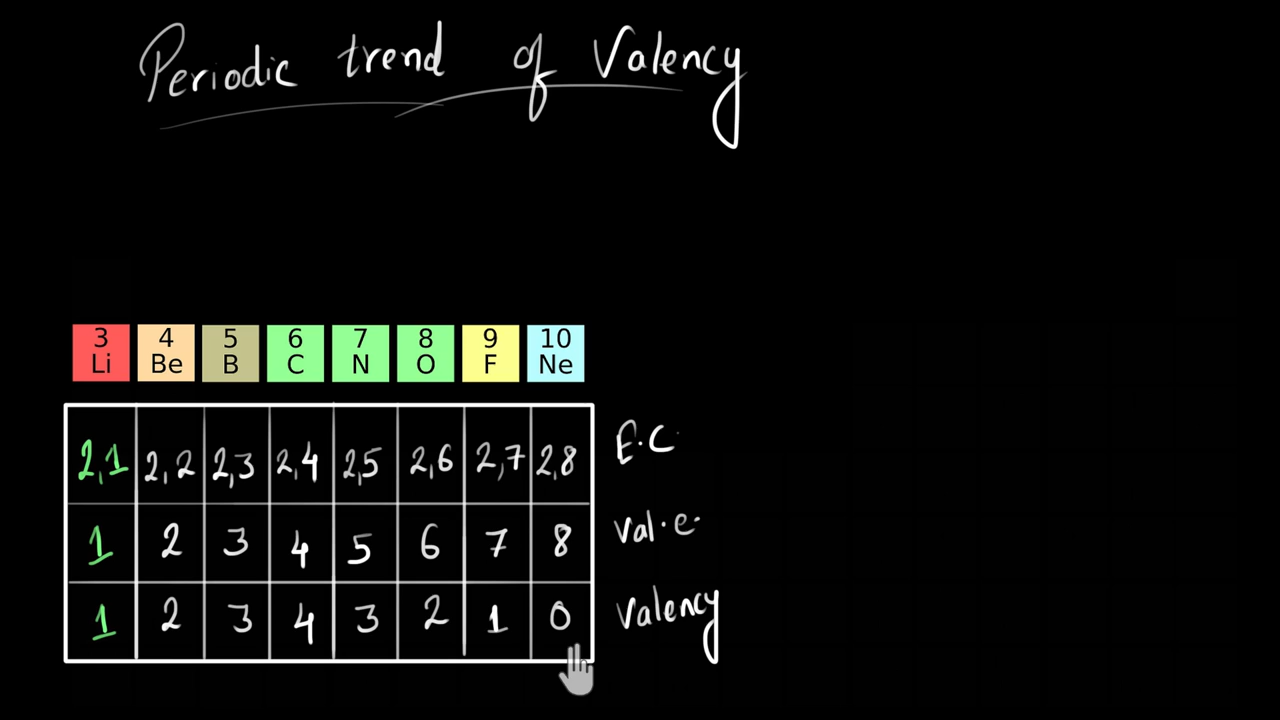 Periodic trend of Valency
3 4 5 6 7 8 9 10
Li Be B C N O F Ne
2,1 2,2 2,3 2,4 2,5 2,6 2,7 2,8 E.C
1 2 3 4 5 6 7 8 val.e.
1 2 3 4 3 2 1 0 Valency